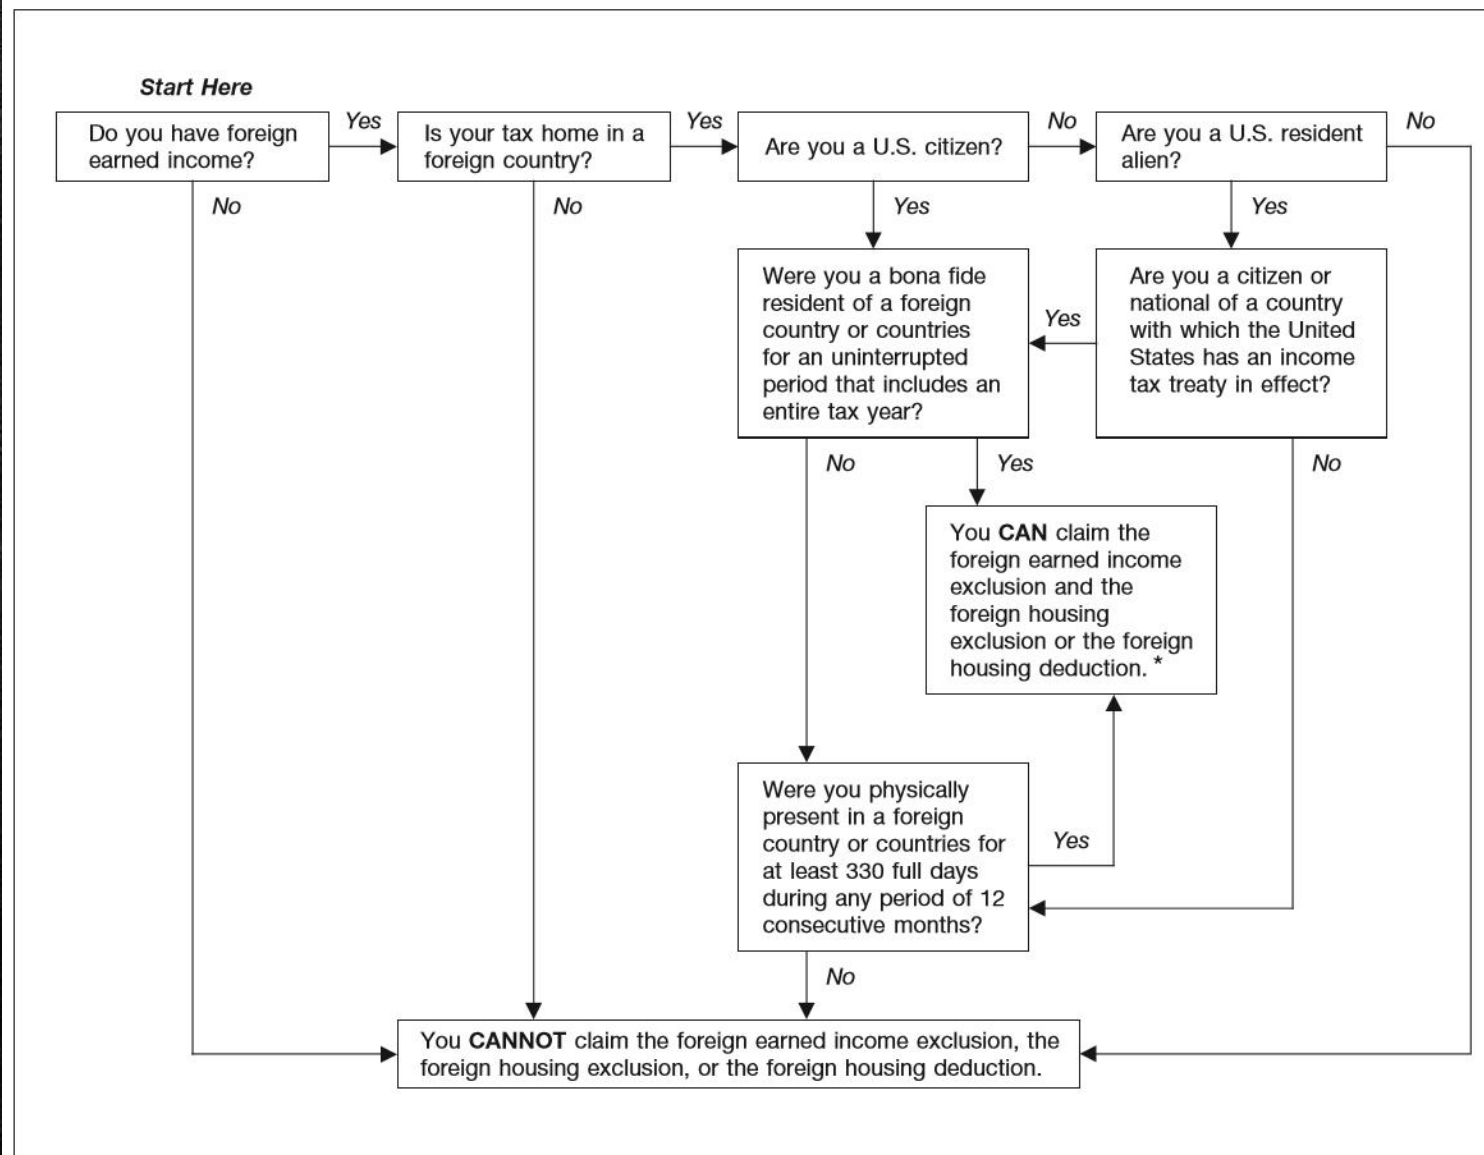 Start Here
Do you have foreign
earned income?
Yes
Is your tax home in a
foreign country?
Yes
Are you a U.S. citizen?
No
Are you a U.S. resident
alien?
No
No
No
Yes
Yes
Were you a bona fide
resident of a foreign
country or countries
for an uninterrupted
period that includes an
entire tax year?
Yes
Are you a citizen or
national of a country
with which the United
States has an income
tax treaty in effect?
No
Yes
No
You CAN claim the
foreign earned income
exclusion and the
foreign housing
exclusion or the foreign
housing deduction. *
Were you physically
present in a foreign
country or countries for
at least 330 full days
during any period of 12
consecutive months?
Yes
No
You CANNOT claim the foreign earned income exclusion, the
foreign housing exclusion, or the foreign housing deduction.